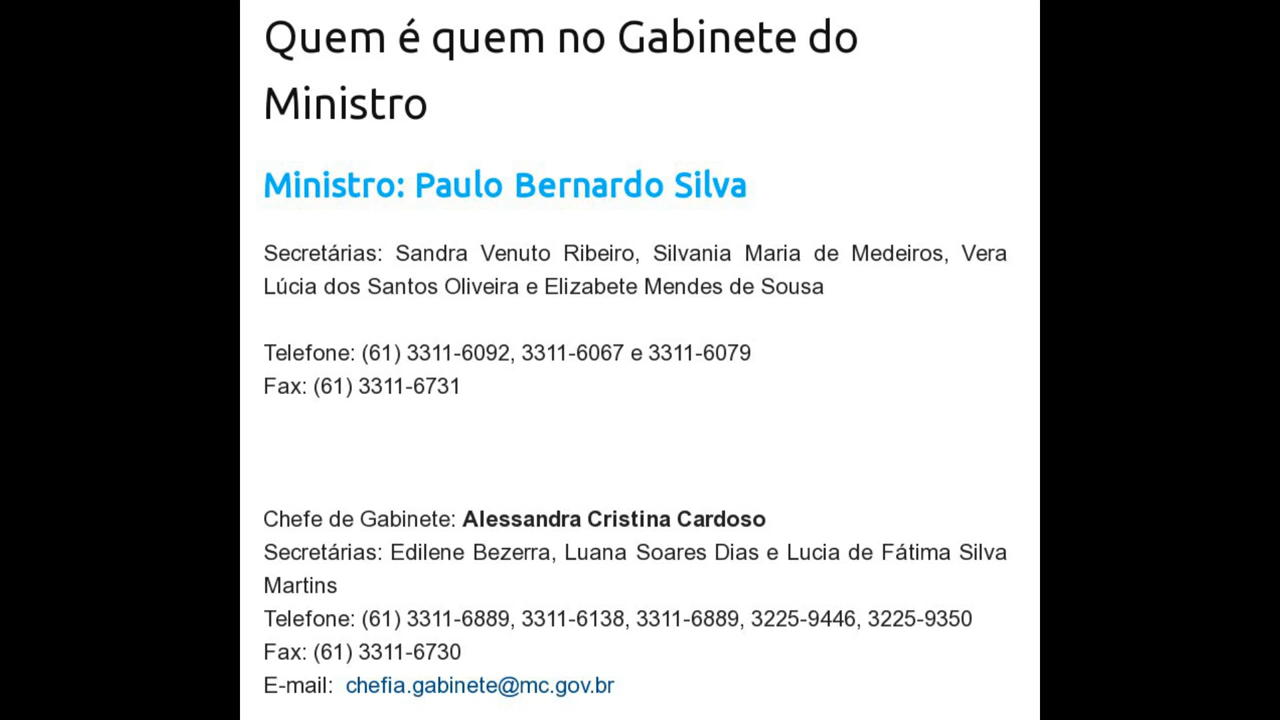 Quem é quem no Gabinete do
Ministro
Ministro: Paulo Bernardo Silva
Secretárias: Sandra Venuto Ribeiro, Silvania Maria de Medeiros, Vera
Lúcia dos Santos Oliveira e Elizabete Mendes de Sousa
Telefone: (61) 3311-6092, 3311-6067 e 3311-6079
Fax: (61) 3311-6731
Chefe de Gabinete: Alessandra Cristina Cardoso
Secretárias: Edilene Bezerra, Luana Soares Dias e Lucia de Fátima Silva
Martins
Telefone: (61) 3311-6889, 3311-6138, 3311-6889, 3225-9446, 3225-9350
Fax: (61) 3311-6730
E-mail: chefia.gabinete@mc.gov.br